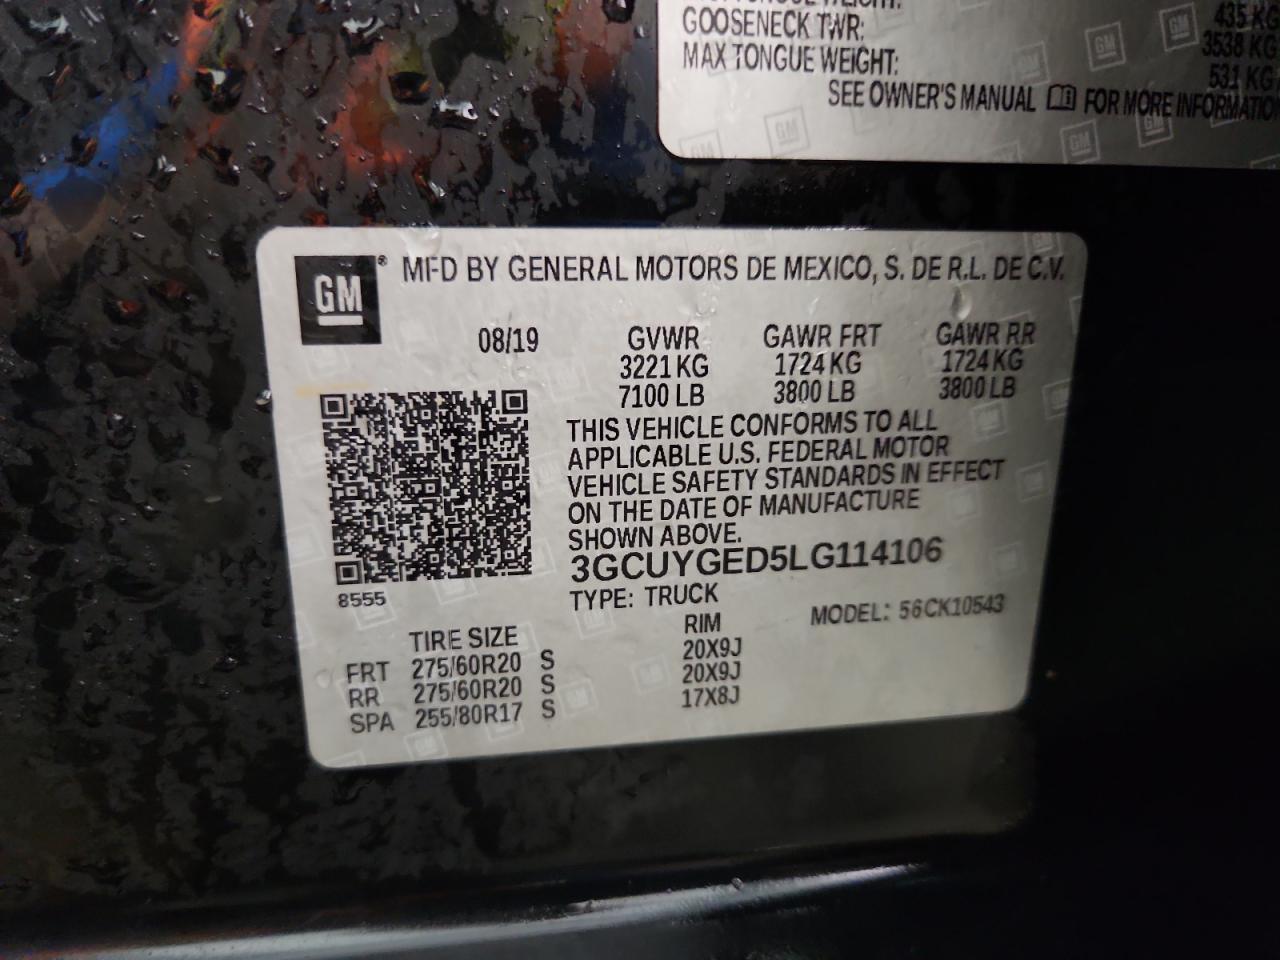 GOOSENECK TWR:
MAX TONGUE WEIGHT:
435 KG
3538 KG
531 KG
SEE OWNER'S MANUAL FOR MORE INFORMATION
GM® MFD BY GENERAL MOTORS DE MEXICO, S. DE R.L. DE C.V.
08/19 GVWR GAWR FRT GAWR RR
3221 KG 1724 KG 1724 KG
7100 LB 3800 LB 3800 LB
THIS VEHICLE CONFORMS TO ALL
APPLICABLE U.S. FEDERAL MOTOR
VEHICLE SAFETY STANDARDS IN EFFECT
ON THE DATE OF MANUFACTURE
SHOWN ABOVE.
3GCUYGED5LG114106
8555
TYPE: TRUCK
MODEL: 56CK10543
TIRE SIZE RIM
FRT 275/60R20 S 20X9J
RR 275/60R20 S 20X9J
SPA 255/80R17 S 17X8J